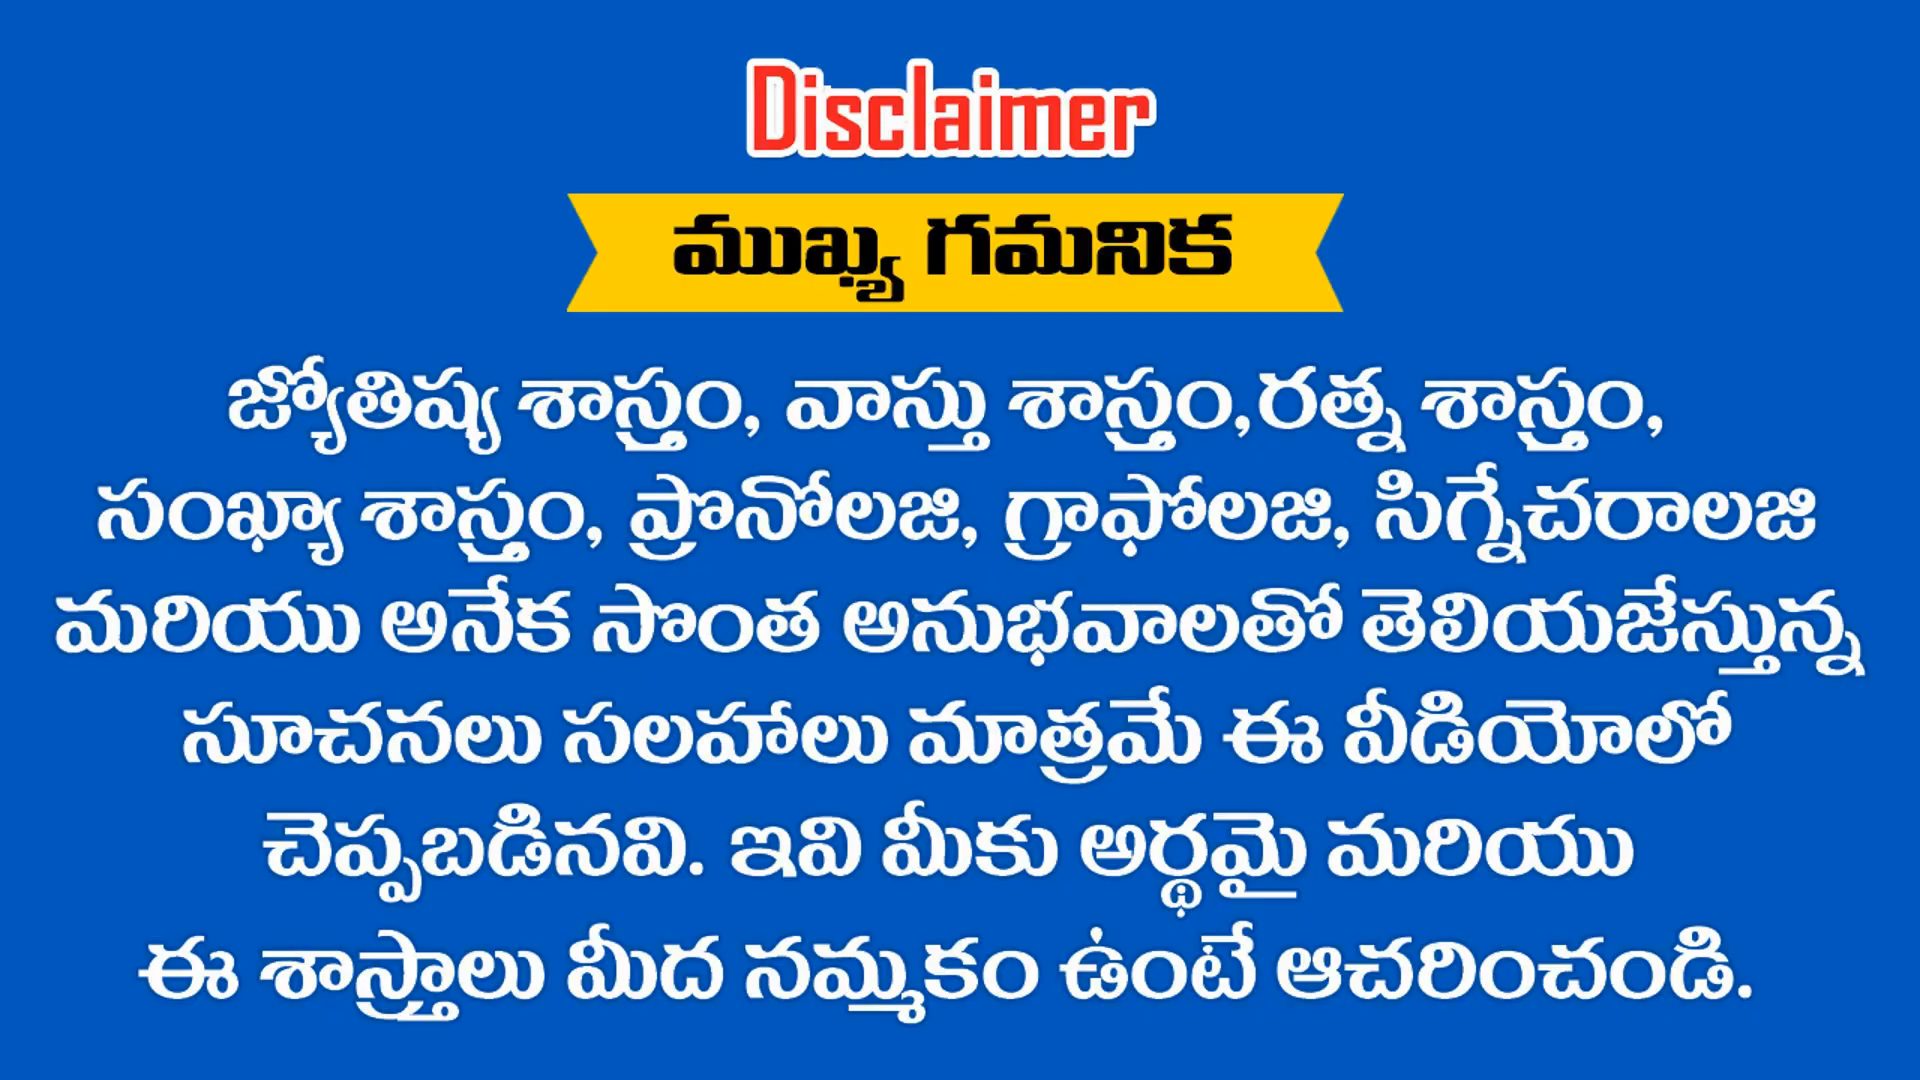 Disclaimer
ముఖ్య గమనిక
జ్యోతిష్య శాస్త్రం, వాస్తు శాస్త్రం,రత్న శాస్త్రం,
సంఖ్యా శాస్త్రం, ప్రొనోలజి, గ్రాఫోలజి, సిగ్నేచరాలజి
మరియు అనేక సొంత అనుభవాలతో తెలియజేస్తున్న
సూచనలు సలహాలు మాత్రమే ఈ వీడియోలో
చెప్పబడినవి. ఇవి మీకు అర్థమై మరియు
ఈ శాస్త్రాలు మీద నమ్మకం ఉంటే ఆచరించండి.